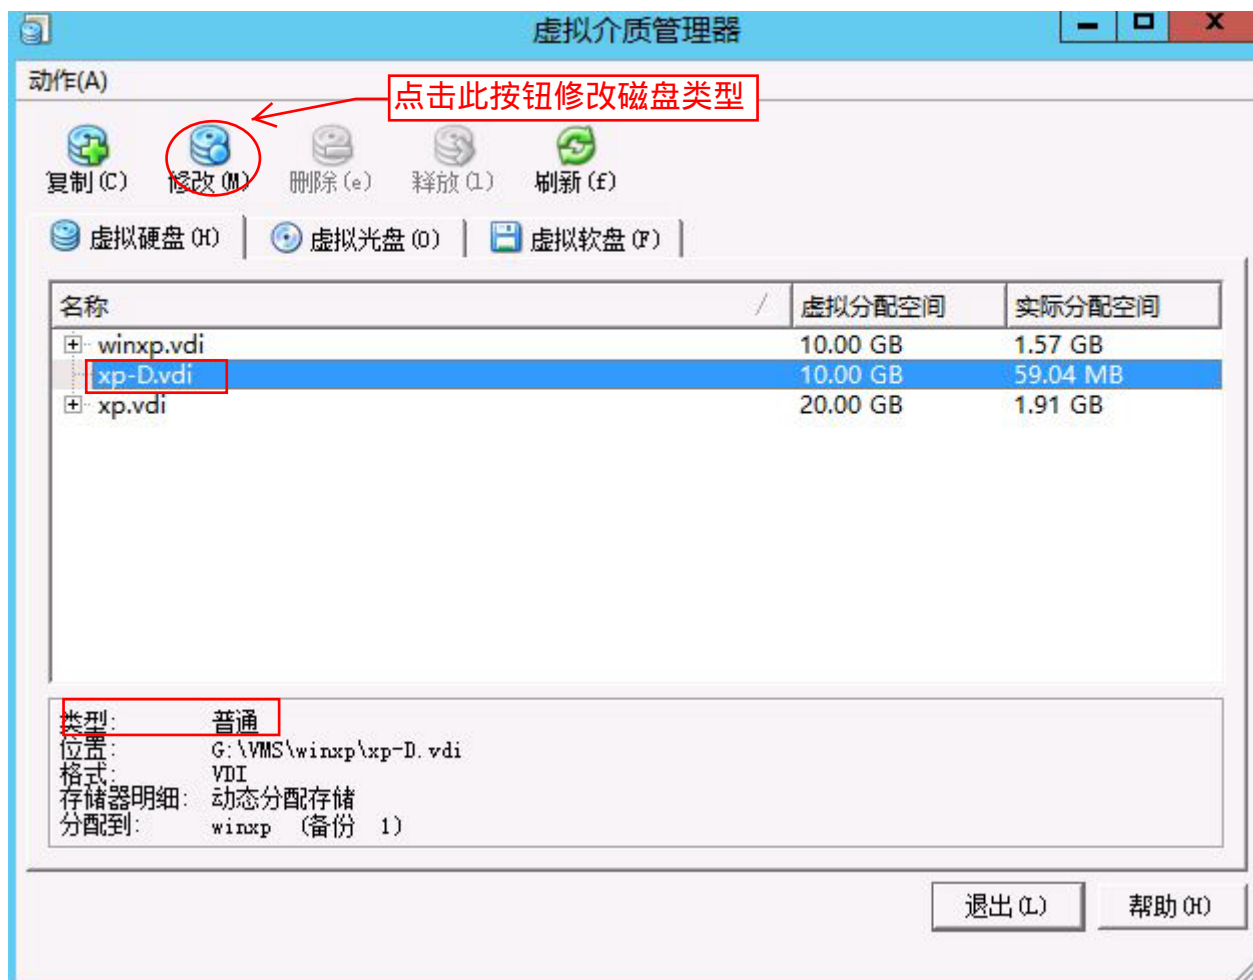 虚拟介质管理器
动作(A)
点击此按钮修改磁盘类型
复制(C) 修改(M) 删除(e) 释放(l) 刷新(f)
虚拟硬盘(H) 虚拟光盘(O) 虚拟软盘(F)
名称 虚拟分配空间 实际分配空间
winxp.vdi 10.00 GB 1.57 GB
xp-D.vdi 10.00 GB 59.04 MB
xp.vdi 20.00 GB 1.91 GB
类型: 普通
位置: G:\VMS\winxp\xp-D.vdi
格式: VDI
存储器明细: 动态分配存储
分配到: winxp (备份 1)
退出(L) 帮助(H)